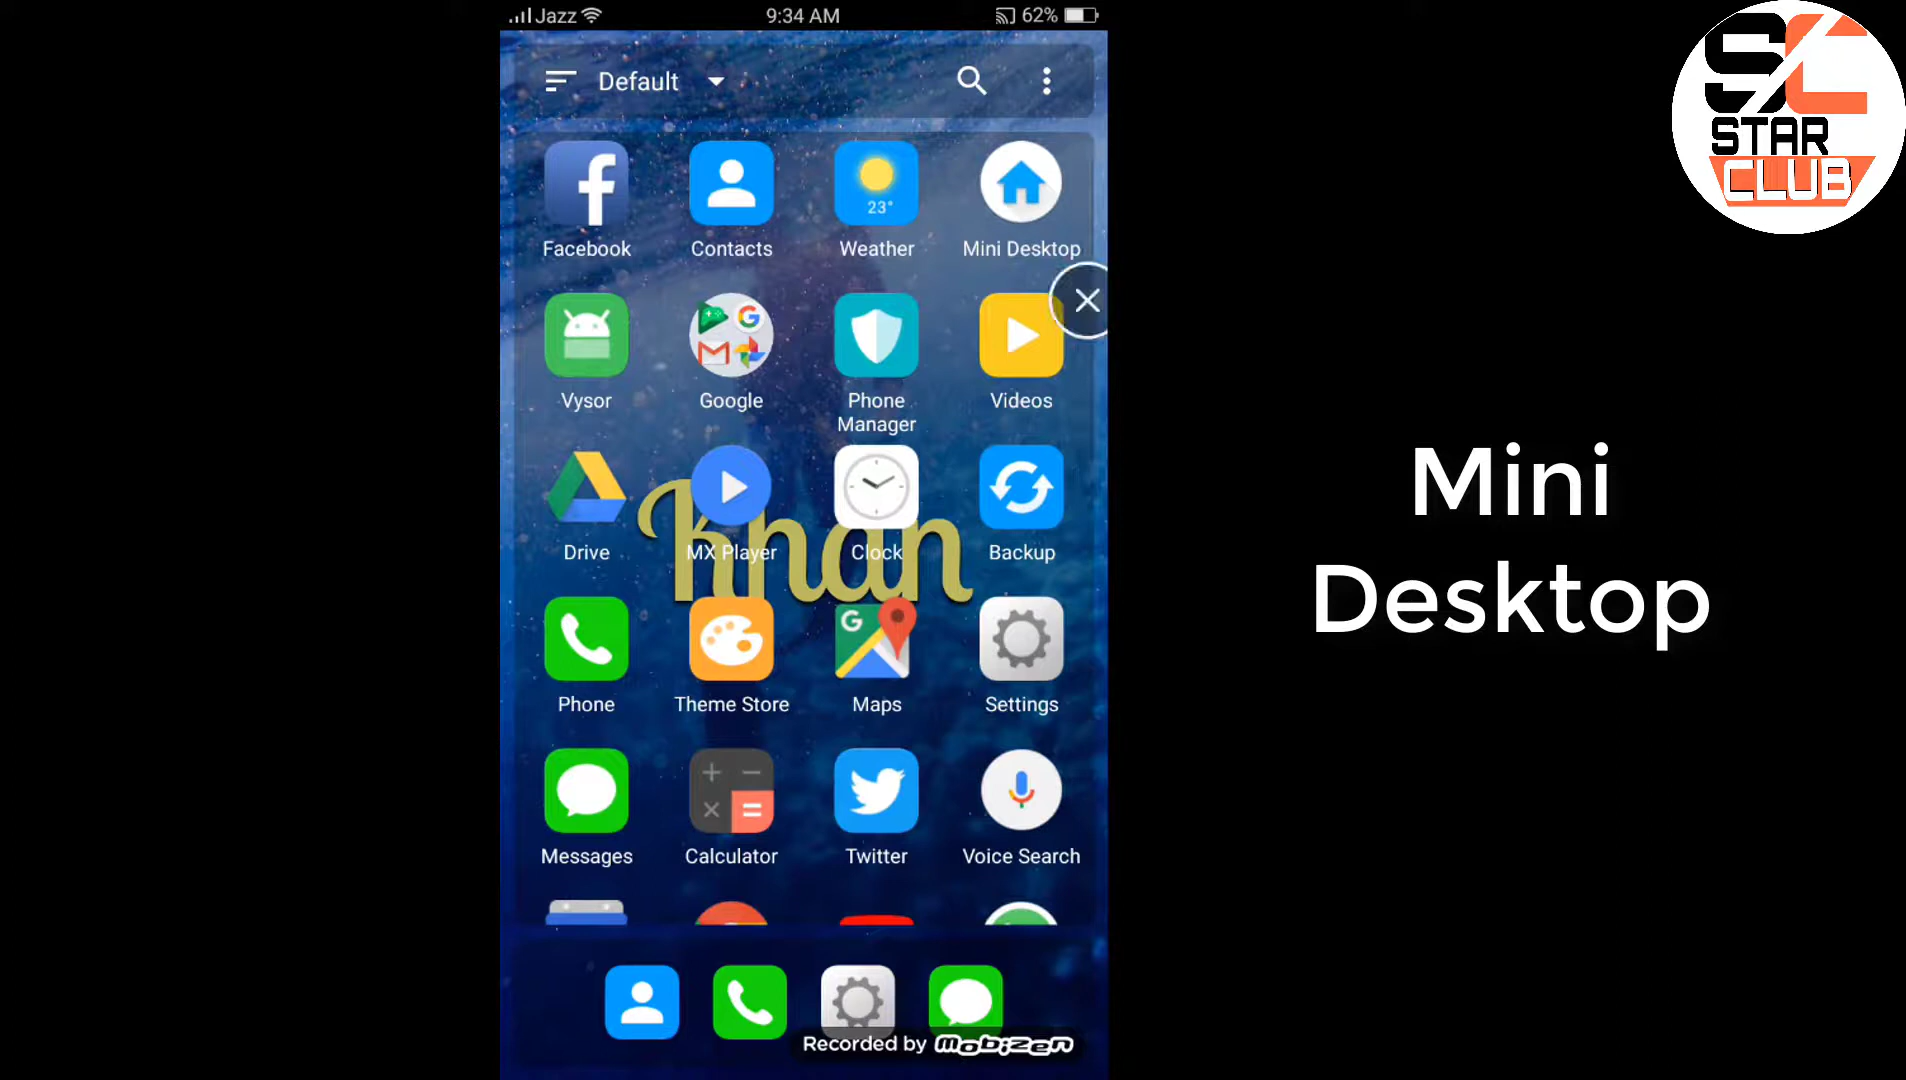 Jazz
9:34 AM
62%
SC
STAR
CLUB
Default
23°
Facebook
Contacts
Weather
Mini Desktop
Vysor
Google
Phone
Manager
Videos
Khan
Drive
MX Player
Clock
Backup
Phone
Theme Store
Maps
Settings
Messages
Calculator
Twitter
Voice Search
Recorded by Mobizen
Mini
Desktop